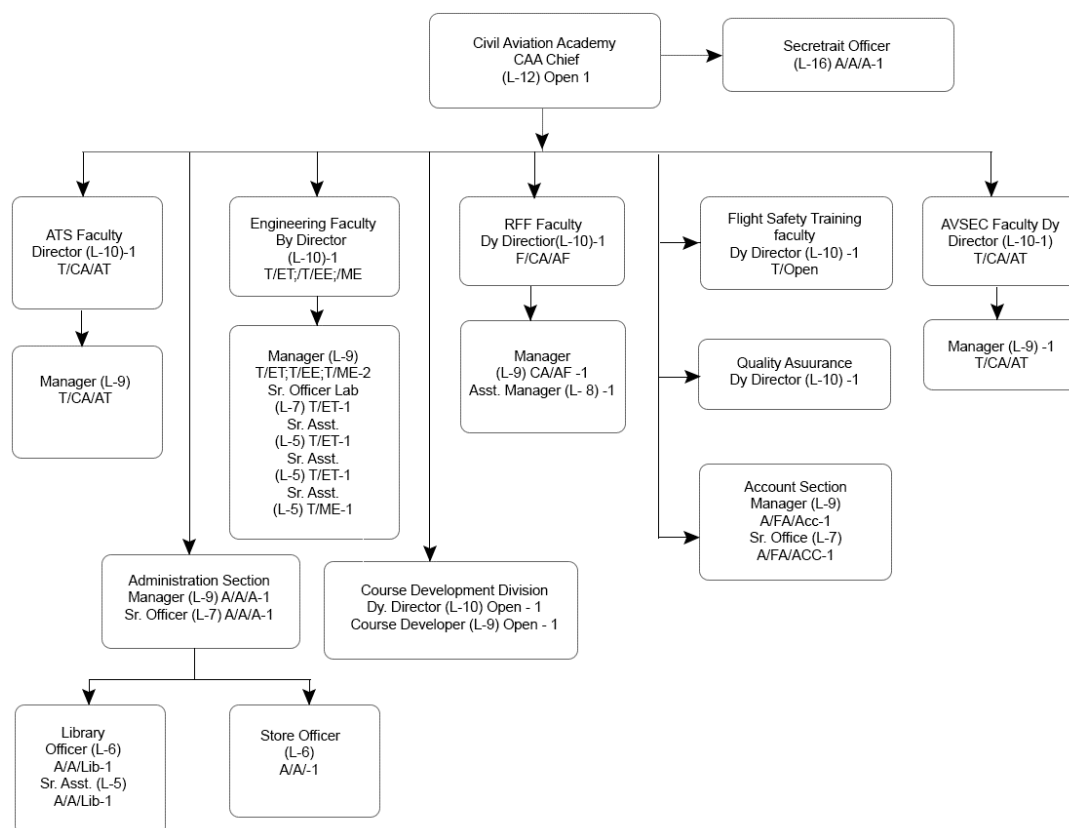 Civil Aviation Academy
CAA Chief
(L-12) Open 1
Secretrait Officer
(L-16) A/A/A-1
ATS Faculty
Director (L-10)-1
T/CA/AT
Engineering Faculty
By Director
(L-10)-1
T/ET;/T/EE;/ME
RFF Faculty
Dy Directior(L-10)-1
F/CA/AF
Flight Safety Training
faculty
Dy Director (L-10) -1
T/Open
AVSEC Faculty Dy
Director (L-10-1)
T/CA/AT
Manager (L-9)
T/CA/AT
Manager (L-9)
T/ET;T/EE;T/ME-2
Sr. Officer Lab
(L-7) T/ET-1
Sr. Asst.
(L-5) T/ET-1
Sr. Asst.
(L-5) T/ET-1
Sr. Asst.
(L-5) T/ME-1
Manager
(L-9) CA/AF -1
Asst. Manager (L- 8) -1
Quality Asuurance
Dy Director (L-10) -1
Manager (L-9) -1
T/CA/AT
Account Section
Manager (L-9)
A/FA/Acc-1
Sr. Office (L-7)
A/FA/ACC-1
Administration Section
Manager (L-9) A/A/A-1
Sr. Officer (L-7) A/A/A-1
Course Development Division
Dy. Director (L-10) Open - 1
Course Developer (L-9) Open - 1
Library
Officer (L-6)
A/A/Lib-1
Sr. Asst. (L-5)
A/A/Lib-1
Store Officer
(L-6)
A/A/-1